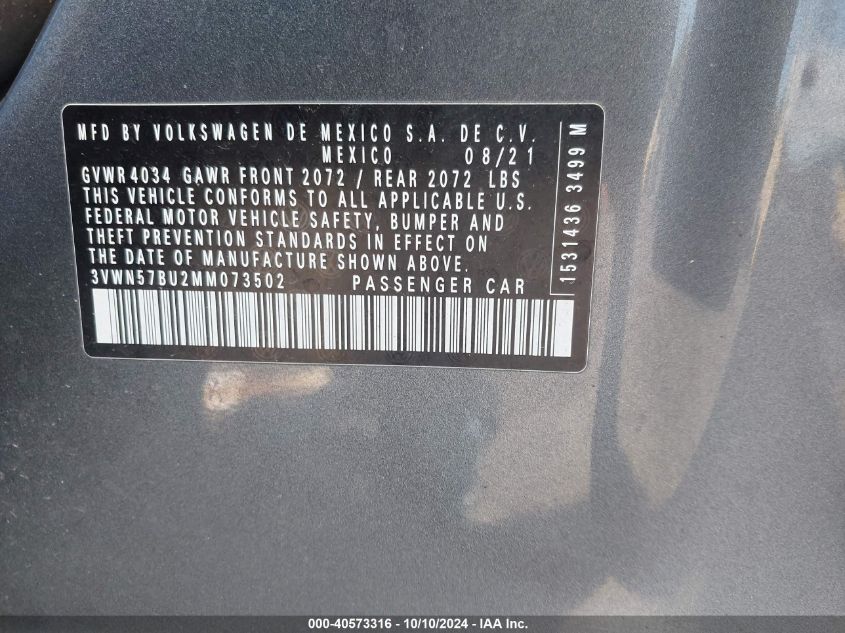 MFD BY VOLKSWAGEN DE MEXICO S.A. DE C.V.
MEXICO 08/21
GVWR 4034 GAWR FRONT 2072 / REAR 2072 LBS
THIS VEHICLE CONFORMS TO ALL APPLICABLE U.S.
FEDERAL MOTOR VEHICLE SAFETY, BUMPER AND
THEFT PREVENTION STANDARDS IN EFFECT ON
THE DATE OF MANUFACTURE SHOWN ABOVE.
3VWN57BU2MM073502 PASSENGER CAR
1531436 3499 M
000-40573316 - 10/10/2024 - IAA Inc.